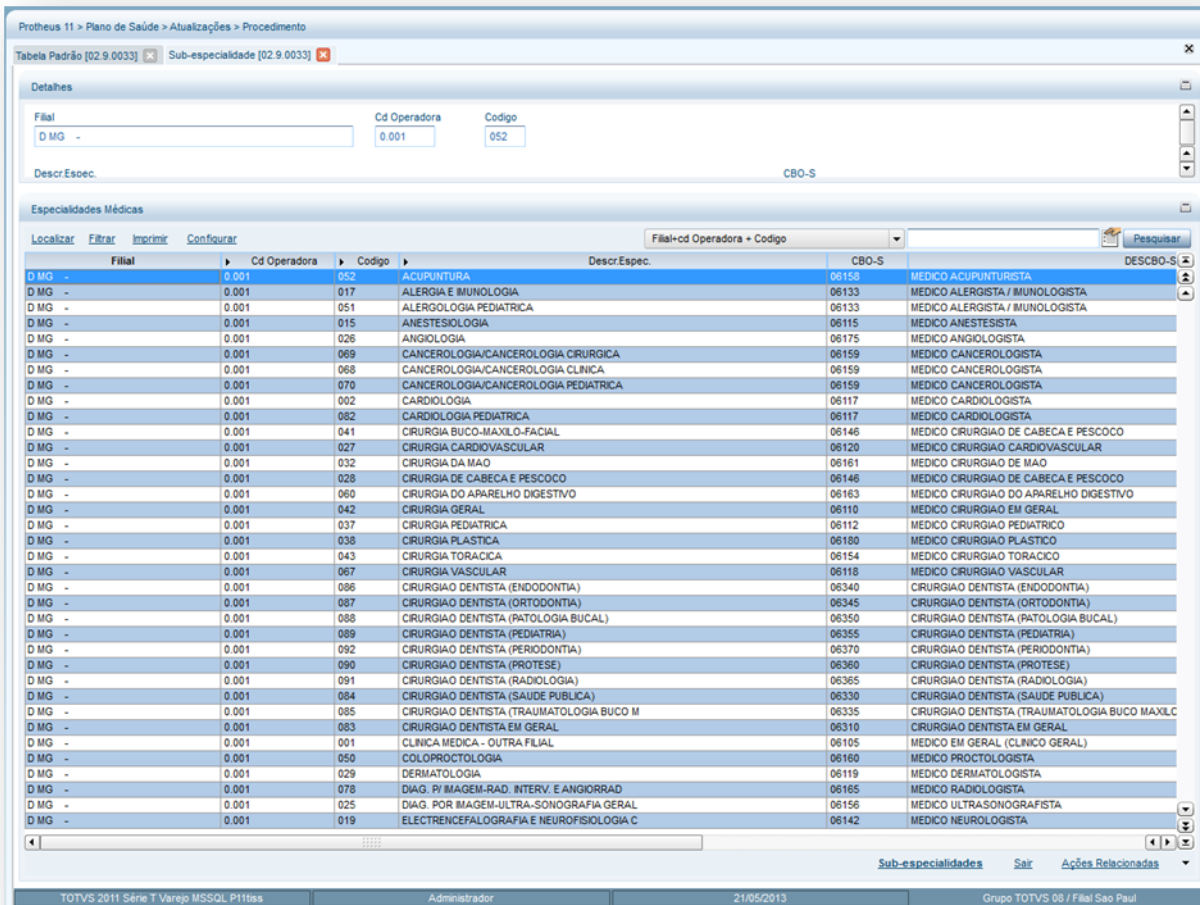 Protheus 11 > Plano de Saúde > Atualizações > Procedimento
Tabela Padrão [02.9.0033] Sub-especialidade [02.9.0033]
Detalhes
Filial Cd Operadora Codigo
D MG - 0.001 052
Descr.Espec. CBO-S
Especialidades Médicas
Localizar Filtrar Imprimir Configurar Filial+cd Operadora + Codigo Pesquisar
Filial Cd Operadora Codigo Descr.Espec. CBO-S DESCBO-S
D MG - 0.001 052 ACUPUNTURA 06158 MEDICO ACUPUNTURISTA
D MG - 0.001 017 ALERGIA E IMUNOLOGIA 06133 MEDICO ALERGISTA / IMUNOLOGISTA
D MG - 0.001 051 ALERGOLOGIA PEDIATRICA 06133 MEDICO ALERGISTA / IMUNOLOGISTA
D MG - 0.001 015 ANESTESIOLOGIA 06115 MEDICO ANESTESISTA
D MG - 0.001 026 ANGIOLOGIA 06175 MEDICO ANGIOLOGISTA
D MG - 0.001 069 CANCEROLOGIA/CANCEROLOGIA CIRURGICA 06159 MEDICO CANCEROLOGISTA
D MG - 0.001 068 CANCEROLOGIA/CANCEROLOGIA CLINICA 06159 MEDICO CANCEROLOGISTA
D MG - 0.001 070 CANCEROLOGIA/CANCEROLOGIA PEDIATRICA 06159 MEDICO CANCEROLOGISTA
D MG - 0.001 002 CARDIOLOGIA 06117 MEDICO CARDIOLOGISTA
D MG - 0.001 082 CARDIOLOGIA PEDIATRICA 06117 MEDICO CARDIOLOGISTA
D MG - 0.001 041 CIRURGIA BUCO-MAXILO-FACIAL 06146 MEDICO CIRURGIAO DE CABECA E PESCOCO
D MG - 0.001 027 CIRURGIA CARDIOVASCULAR 06120 MEDICO CIRURGIAO CARDIOVASCULAR
D MG - 0.001 032 CIRURGIA DA MAO 06161 MEDICO CIRURGIAO DE MAO
D MG - 0.001 028 CIRURGIA DE CABECA E PESCOCO 06146 MEDICO CIRURGIAO DE CABECA E PESCOCO
D MG - 0.001 060 CIRURGIA DO APARELHO DIGESTIVO 06163 MEDICO CIRURGIAO DO APARELHO DIGESTIVO
D MG - 0.001 042 CIRURGIA GERAL 06110 MEDICO CIRURGIAO EM GERAL
D MG - 0.001 037 CIRURGIA PEDIATRICA 06112 MEDICO CIRURGIAO PEDIATRICO
D MG - 0.001 038 CIRURGIA PLASTICA 06180 MEDICO CIRURGIAO PLASTICO
D MG - 0.001 043 CIRURGIA TORACICA 06154 MEDICO CIRURGIAO TORACICO
D MG - 0.001 067 CIRURGIA VASCULAR 06118 MEDICO CIRURGIAO VASCULAR
D MG - 0.001 086 CIRURGIAO DENTISTA (ENDODONTIA) 06340 CIRURGIAO DENTISTA (ENDODONTIA)
D MG - 0.001 087 CIRURGIAO DENTISTA (ORTODONTIA) 06345 CIRURGIAO DENTISTA (ORTODONTIA)
D MG - 0.001 088 CIRURGIAO DENTISTA (PATOLOGIA BUCAL) 06350 CIRURGIAO DENTISTA (PATOLOGIA BUCAL)
D MG - 0.001 089 CIRURGIAO DENTISTA (PEDIATRIA) 06355 CIRURGIAO DENTISTA (PEDIATRIA)
D MG - 0.001 092 CIRURGIAO DENTISTA (PERIODONTIA) 06370 CIRURGIAO DENTISTA (PERIODONTIA)
D MG - 0.001 090 CIRURGIAO DENTISTA (PROTESE) 06360 CIRURGIAO DENTISTA (PROTESE)
D MG - 0.001 091 CIRURGIAO DENTISTA (RADIOLOGIA) 06365 CIRURGIAO DENTISTA (RADIOLOGIA)
D MG - 0.001 084 CIRURGIAO DENTISTA (SAUDE PUBLICA) 06330 CIRURGIAO DENTISTA (SAUDE PUBLICA)
D MG - 0.001 085 CIRURGIAO DENTISTA (TRAUMATOLOGIA BUCO M 06335 CIRURGIAO DENTISTA (TRAUMATOLOGIA BUCO MAXILO
D MG - 0.001 083 CIRURGIAO DENTISTA EM GERAL 06310 CIRURGIAO DENTISTA EM GERAL
D MG - 0.001 001 CLINICA MEDICA - OUTRA FILIAL 06105 MEDICO EM GERAL (CLINICO GERAL)
D MG - 0.001 050 COLOPROCTOLOGIA 06160 MEDICO PROCTOLOGISTA
D MG - 0.001 029 DERMATOLOGIA 06119 MEDICO DERMATOLOGISTA
D MG - 0.001 078 DIAG. P/ IMAGEM-RAD. INTERV. E ANGIORRAD 06165 MEDICO RADIOLOGISTA
D MG - 0.001 025 DIAG. POR IMAGEM-ULTRA-SONOGRAFIA GERAL 06156 MEDICO ULTRASONOGRAFISTA
D MG - 0.001 019 ELECTRENCEFALOGRAFIA E NEUROFISIOLOGIA C 06142 MEDICO NEUROLOGISTA
Sub-especialidades Sair Ações Relacionadas
TOTVS 2011 Série T Varejo MSSQL P11tiss Administrador 21/05/2013 Grupo TOTVS 08 / Filial Sao Paul